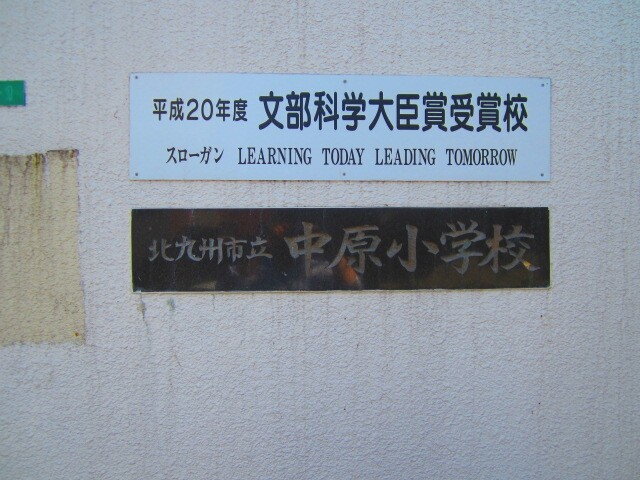 平成20年度 文部科学大臣賞受賞校
スローガン LEARNING TODAY LEADING TOMORROW
北九州市立 中原小学校